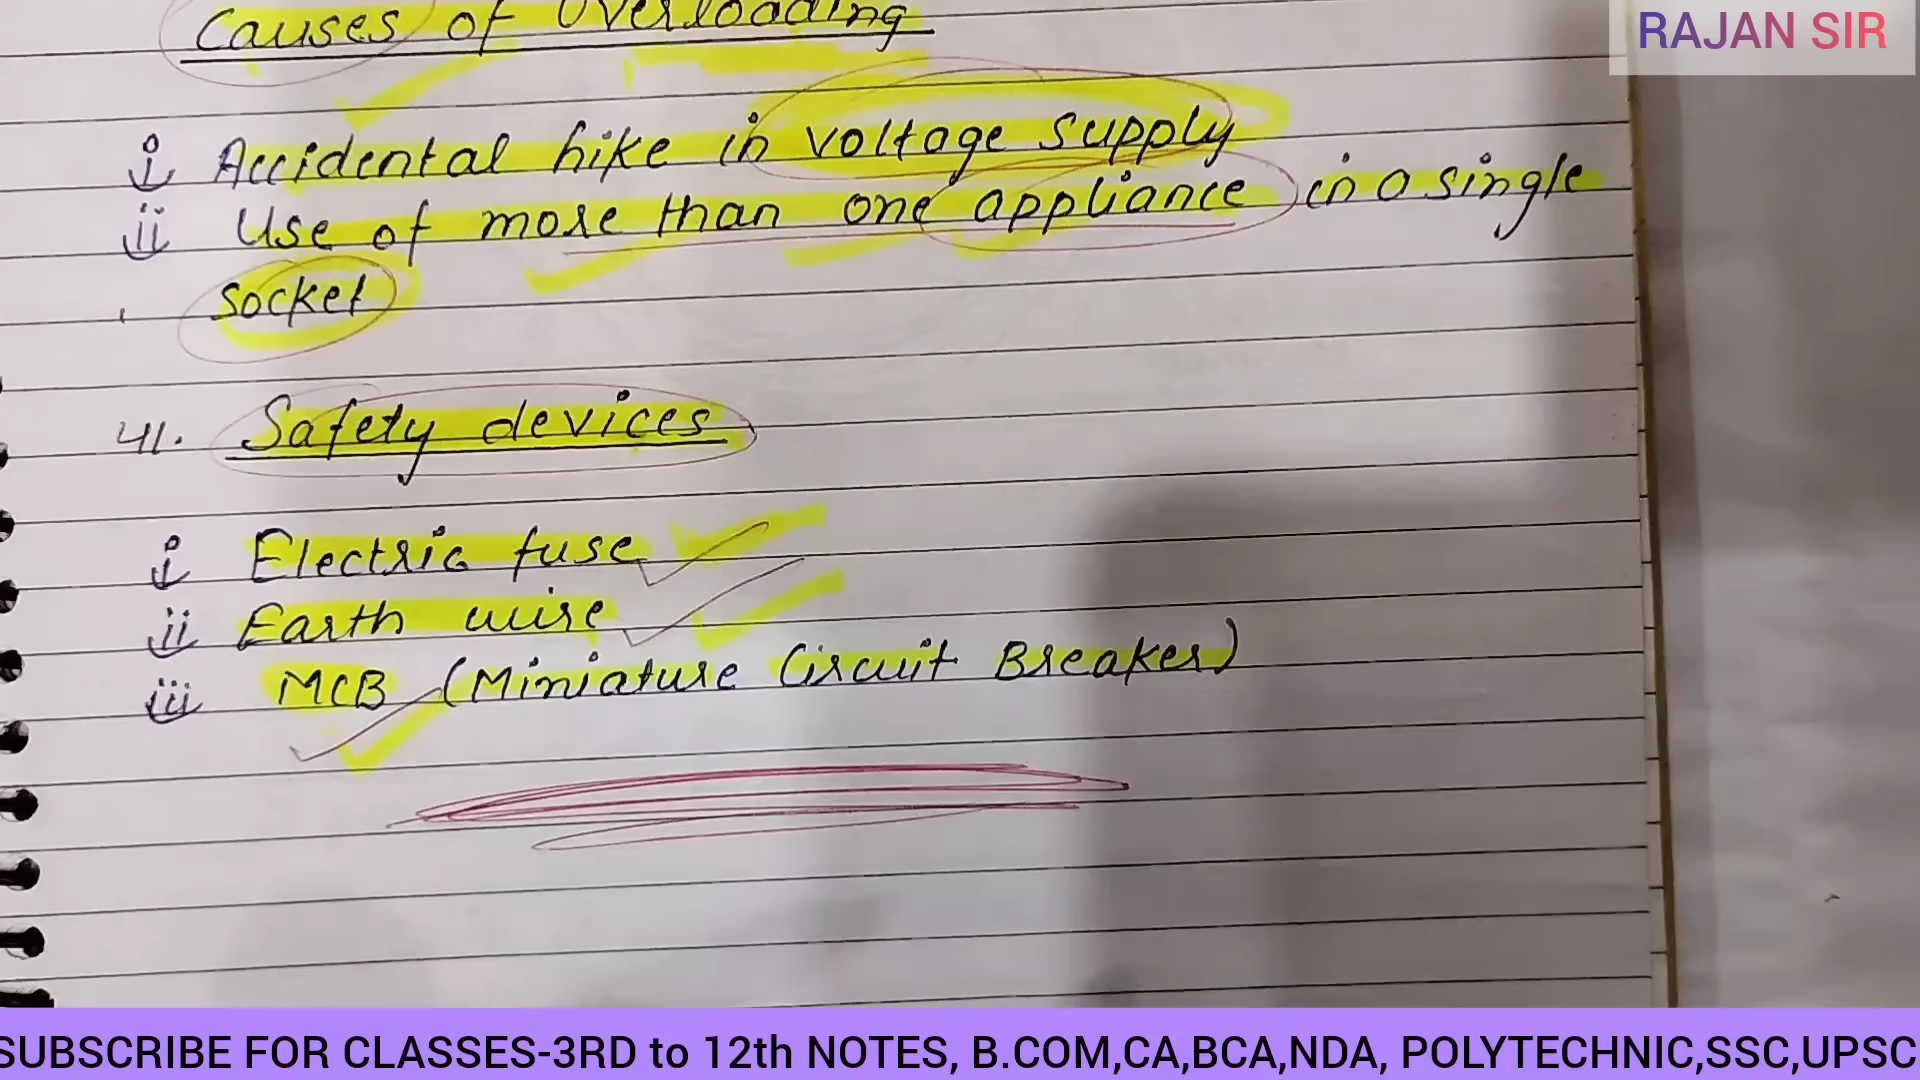 Causes of Overloading
RAJAN SIR
i Accidental hike in voltage supply
ii Use of more than one appliance in a single
socket
41. Safety devices
i Electric fuse
ii Earth wire
iii MCB (Miniature Circuit Breaker)
SUBSCRIBE FOR CLASSES-3RD to 12th NOTES, B.COM,CA,BCA,NDA, POLYTECHNIC,SSC,UPSC